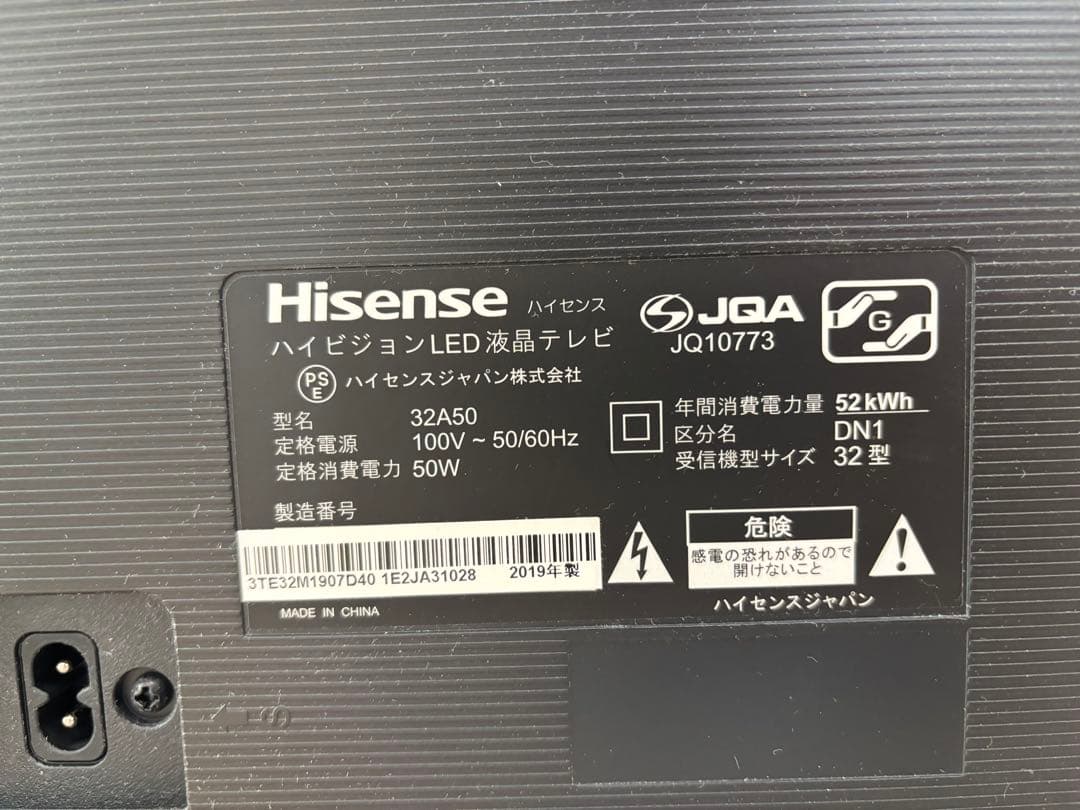 Hisense ハイセンス
ハイビジョンLED液晶テレビ
PSE ハイセンスジャパン株式会社
型名 32A50
定格電源 100V ~ 50/60Hz
定格消費電力 50W
製造番号
3TE32M1907D40 1E2JA31028 2019年製
MADE IN CHINA
JQA
JQ10773
G
年間消費電力量 52kWh
区分名 DN1
受信機型サイズ 32型
危険
感電の恐れがあるので
開けないこと
ハイセンスジャパン